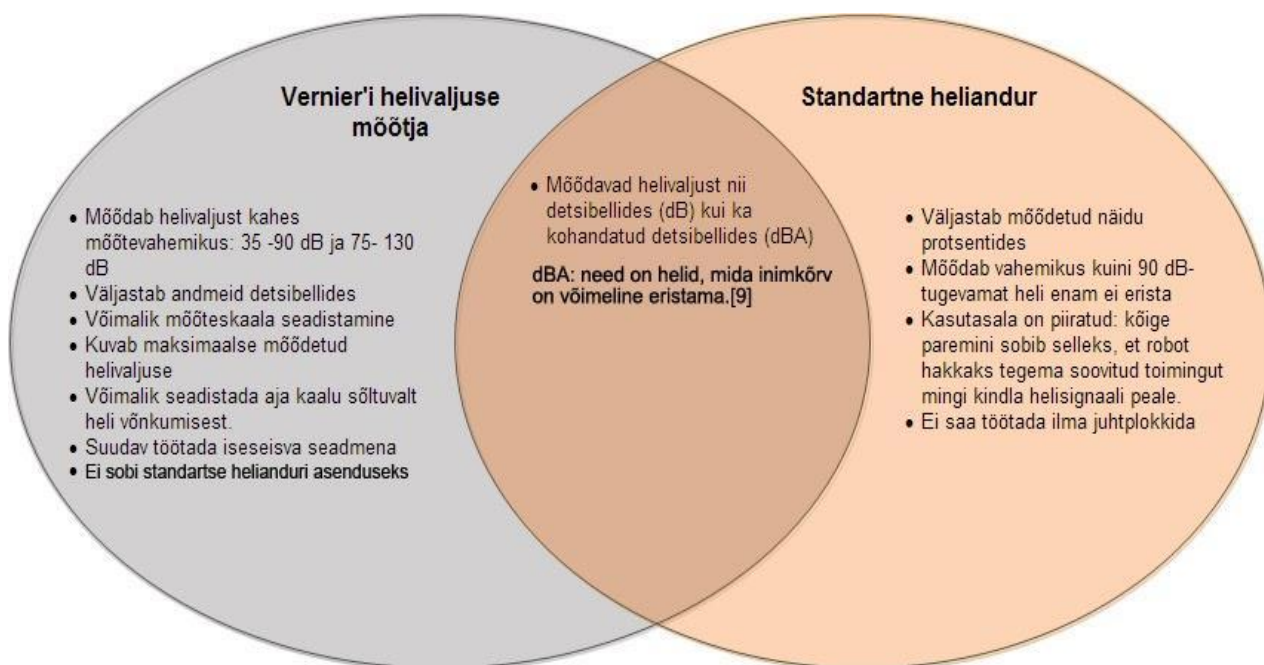 Vernier'i helivaljuse
mõõtja
• Mõõdab helivaljust kahes
mõõtevahemikus: 35 -90 dB ja 75- 130
dB
• Väljastab andmeid detsibellides
• Võimalik mõõteskaala seadistamine
• Kuvab maksimaalse mõõdetud
helivaljuse
• Võimalik seadistada aja kaalu sõltuvalt
heli võnkumisest.
• Suudav töötada iseseisva seadmena
• Ei sobi standartse helianduri asenduseks
• Mõõdavad helivaljust nii
detsibellides (dB) kui ka
kohandatud detsibellides (dBA)
dBA: need on helid, mida inimkõrv
on võimeline eristama.[9]
Standartne heliandur
• Väljastab mõõdetud näidu
protsentides
• Mõõdab vahemikus kuini 90 dB-
tugevamat heli enam ei erista
• Kasutasala on piiratud: kõige
paremini sobib selleks, et robot
hakkaks tegema soovitud toimingut
mingi kindla helisignaali peale.
• Ei saa töötada ilma juhtplokkida